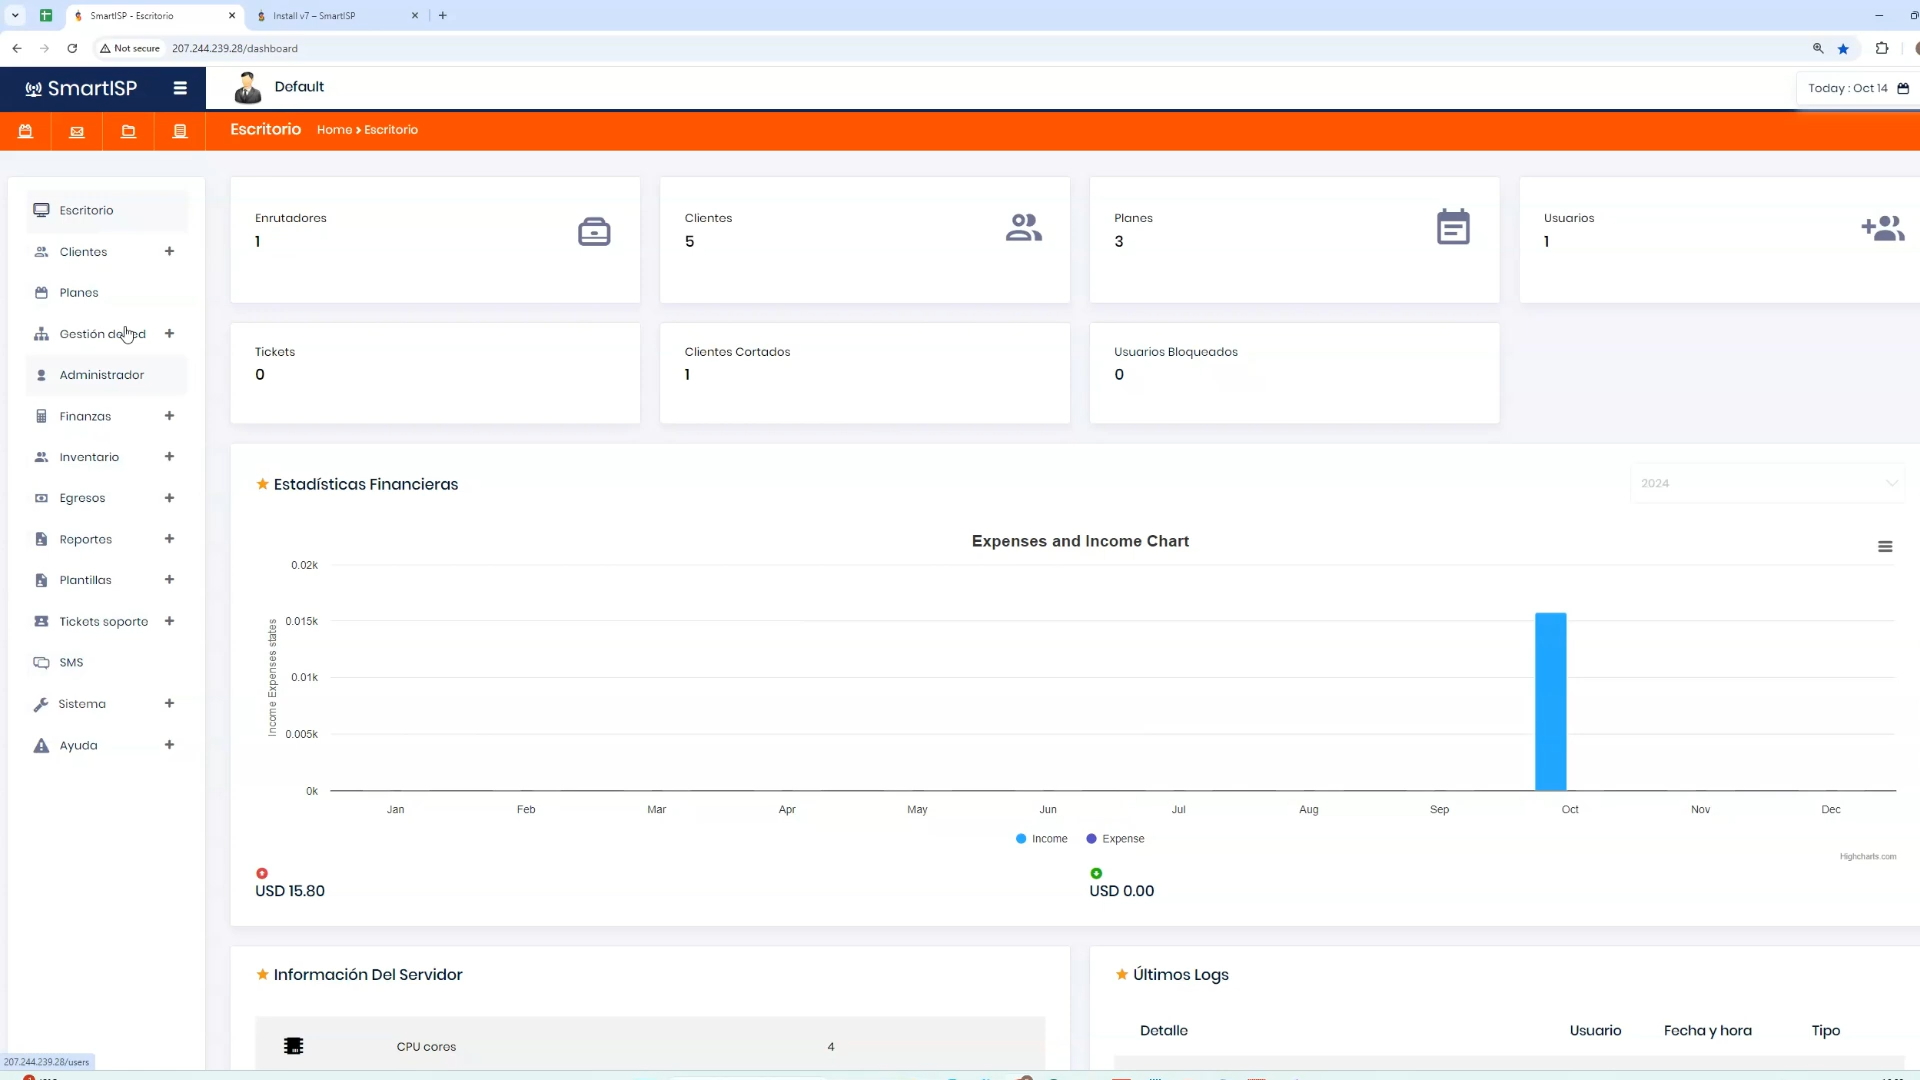 SmartISP - Escritorio
Install v7 – SmartISP
Not secure
207.244.239.28/dashboard
SmartISP
Default
Today : Oct 14
Escritorio
Home > Escritorio
Escritorio
Clientes +
Planes
Gestión de red +
Administrador
Finanzas +
Inventario +
Egresos +
Reportes +
Plantillas +
Tickets soporte +
SMS
Sistema +
Ayuda +
Enrutadores
1
Clientes
5
Planes
3
Usuarios
1
Tickets
0
Clientes Cortados
1
Usuarios Bloqueados
0
Estadísticas Financieras
2024
Expenses and Income Chart
Income Expenses states
0.02k
0.015k
0.01k
0.005k
0k
Jan Feb Mar Apr May Jun Jul Aug Sep Oct Nov Dec
Income Expense
Highcharts.com
USD 15.80
USD 0.00
Información Del Servidor
CPU cores 4
Últimos Logs
Detalle Usuario Fecha y hora Tipo
207.244.239.28/users